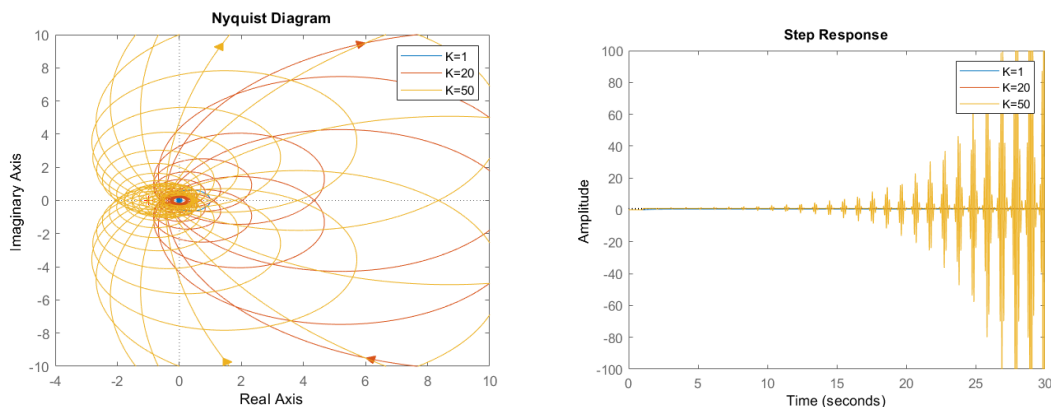 Nyquist Diagram
10
8
6
4
2
0
-2
-4
-6
-8
-10
Imaginary Axis
-4 -2 0 2 4 6 8 10
Real Axis
K=1
K=20
K=50
Step Response
100
80
60
40
20
0
-20
-40
-60
-80
-100
Amplitude
0 5 10 15 20 25 30
Time (seconds)
K=1
K=20
K=50